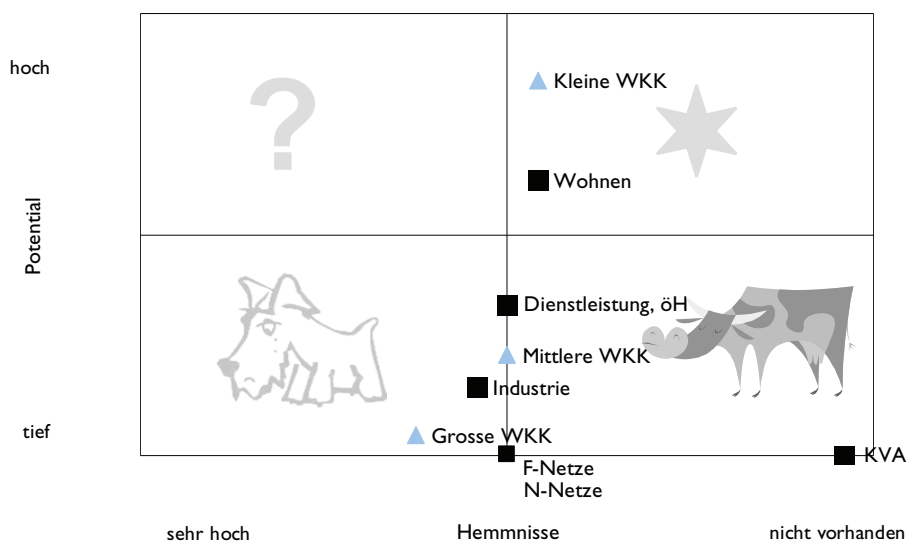 hoch
Kleine WKK
?
Wohnen
Potential
Dienstleistung, öH
Mittlere WKK
Industrie
tief
Grosse WKK
KVA
F-Netze
N-Netze
sehr hoch
Hemmnisse
nicht vorhanden